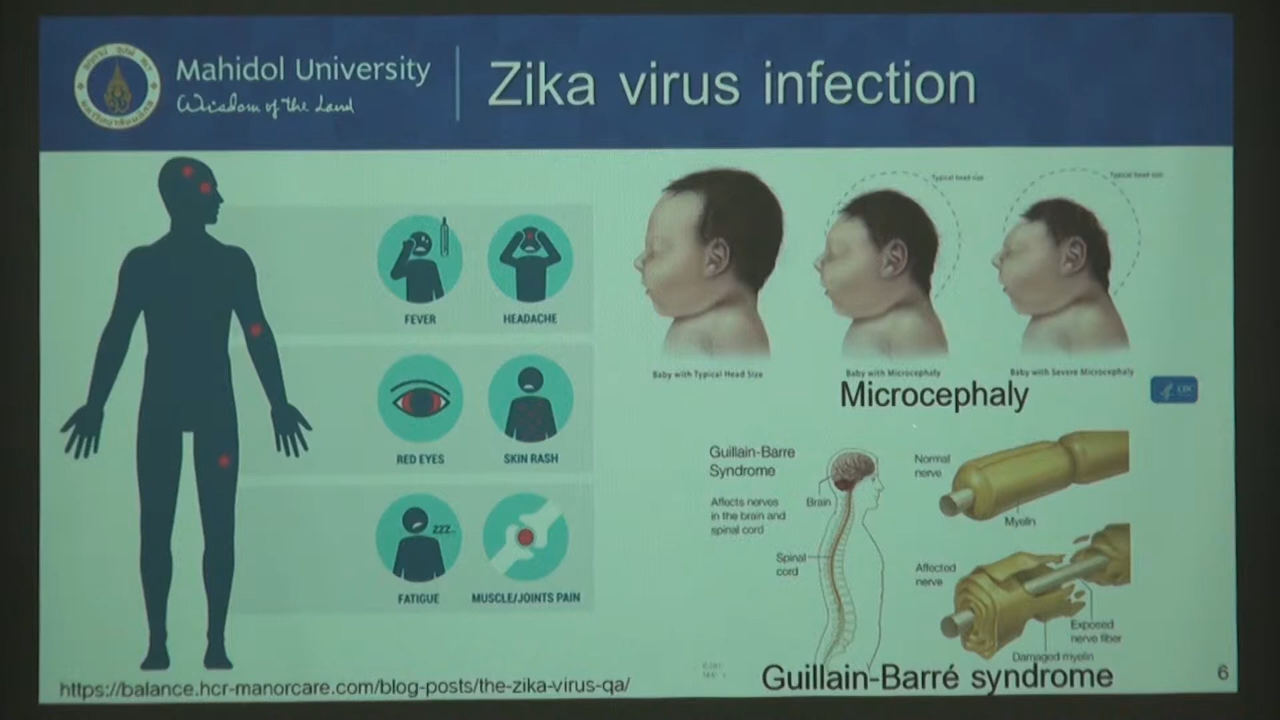 Mahidol University
Wisdom of the Land
Zika virus infection
FEVER
HEADACHE
RED EYES
SKIN RASH
ZZZ
FATIGUE
MUSCLE/JOINTS PAIN
Typical head size
Typical head size
Baby with Typical Head Size
Baby with Microcephaly
Baby with Severe Microcephaly
Microcephaly
CDC
Guillain-Barre
Syndrome
Affects nerves
in the brain and
spinal cord
Brain
Spinal
cord
Normal
nerve
Myelin
Affected
nerve
Exposed
nerve fiber
Damaged myelin
Guillain-Barré syndrome
https://balance.hcr-manorcare.com/blog-posts/the-zika-virus-qa/
6